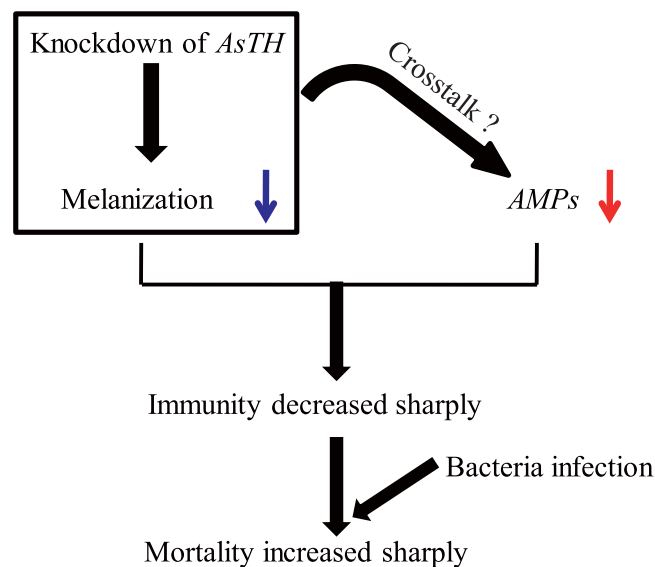 Knockdown of AsTH
Crosstalk ?
Melanization
AMPs
Immunity decreased sharply
Bacteria infection
Mortality increased sharply